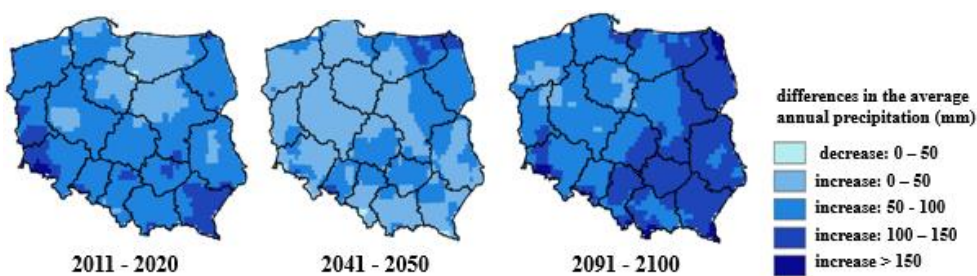 differences in the average
annual precipitation (mm)
decrease: 0 – 50
increase: 0 – 50
increase: 50 - 100
increase: 100 – 150
increase > 150
2011 - 2020
2041 - 2050
2091 - 2100